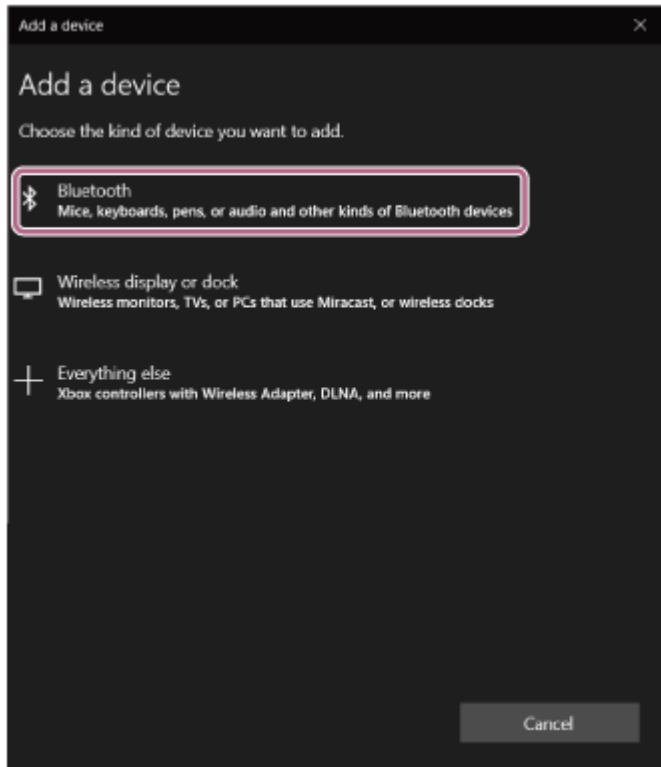 Add a device
Add a device
Choose the kind of device you want to add.
Bluetooth
Mice, keyboards, pens, or audio and other kinds of Bluetooth devices
Wireless display or dock
Wireless monitors, TVs, or PCs that use Miracast, or wireless docks
Everything else
Xbox controllers with Wireless Adapter, DLNA, and more
Cancel